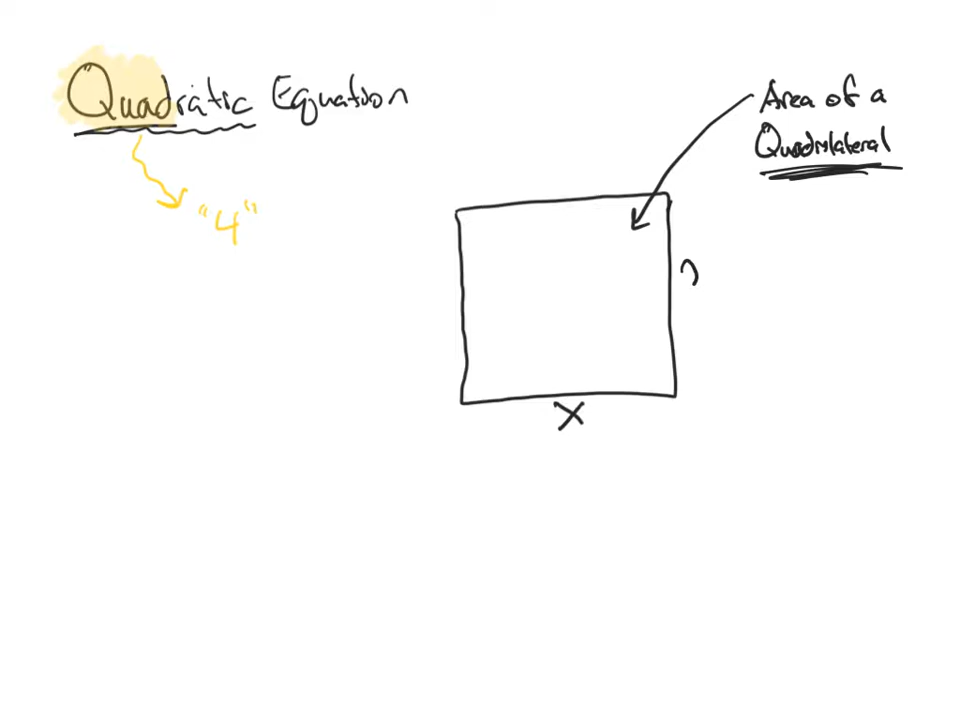 Quadratic Equation
Area of a
Quadrilateral
"4"
X